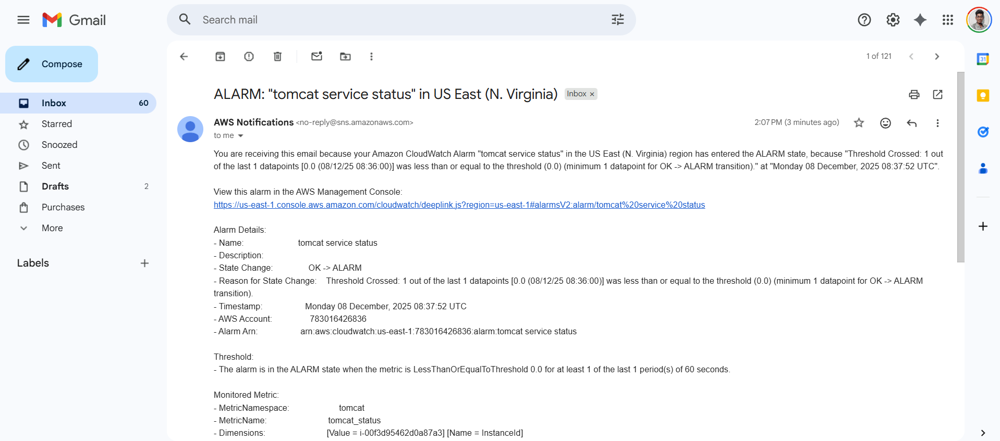 Gmail
Search mail
Compose
1 of 121
Inbox 60
Starred
Snoozed
Sent
Drafts 2
Purchases
More
Labels
ALARM: "tomcat service status" in US East (N. Virginia) Inbox ×
AWS Notifications <no-reply@sns.amazonaws.com> 2:07 PM (3 minutes ago)
to me
You are receiving this email because your Amazon CloudWatch Alarm "tomcat service status" in the US East (N. Virginia) region has entered the ALARM state, because "Threshold Crossed: 1 out
of the last 1 datapoints [0.0 (08/12/25 08:36:00)] was less than or equal to the threshold (0.0) (minimum 1 datapoint for OK -> ALARM transition)." at "Monday 08 December, 2025 08:37:52 UTC".
View this alarm in the AWS Management Console:
https://us-east-1.console.aws.amazon.com/cloudwatch/deeplink.js?region=us-east-1#alarmsV2:alarm/tomcat%20service%20status
Alarm Details:
- Name: tomcat service status
- Description:
- State Change: OK -> ALARM
- Reason for State Change: Threshold Crossed: 1 out of the last 1 datapoints [0.0 (08/12/25 08:36:00)] was less than or equal to the threshold (0.0) (minimum 1 datapoint for OK -> ALARM
transition).
- Timestamp: Monday 08 December, 2025 08:37:52 UTC
- AWS Account: 783016426836
- Alarm Arn: arn:aws:cloudwatch:us-east-1:783016426836:alarm:tomcat service status
Threshold:
- The alarm is in the ALARM state when the metric is LessThanOrEqualToThreshold 0.0 for at least 1 of the last 1 period(s) of 60 seconds.
Monitored Metric:
- MetricNamespace: tomcat
- MetricName: tomcat_status
- Dimensions: [Value = i-00f3d95462d0a87a3] [Name = InstanceId]
31